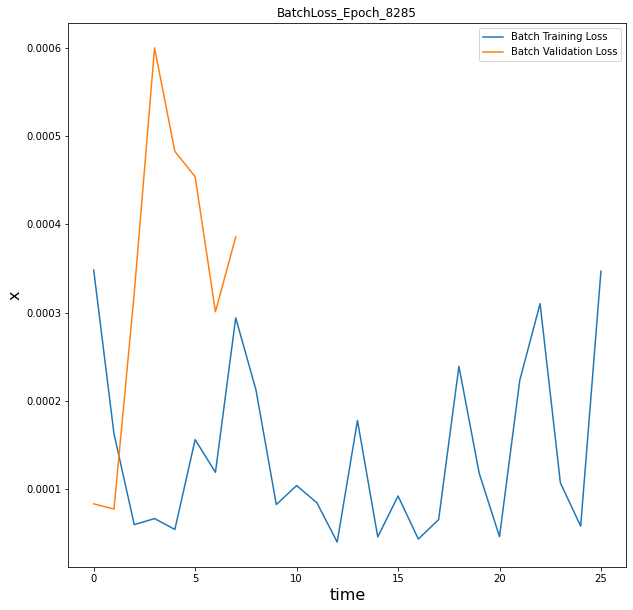 BatchLoss_Epoch_8285
Batch Training Loss
Batch Validation Loss
0.0006
0.0005
0.0004
0.0003
0.0002
0.0001
x
0 5 10 15 20 25
time